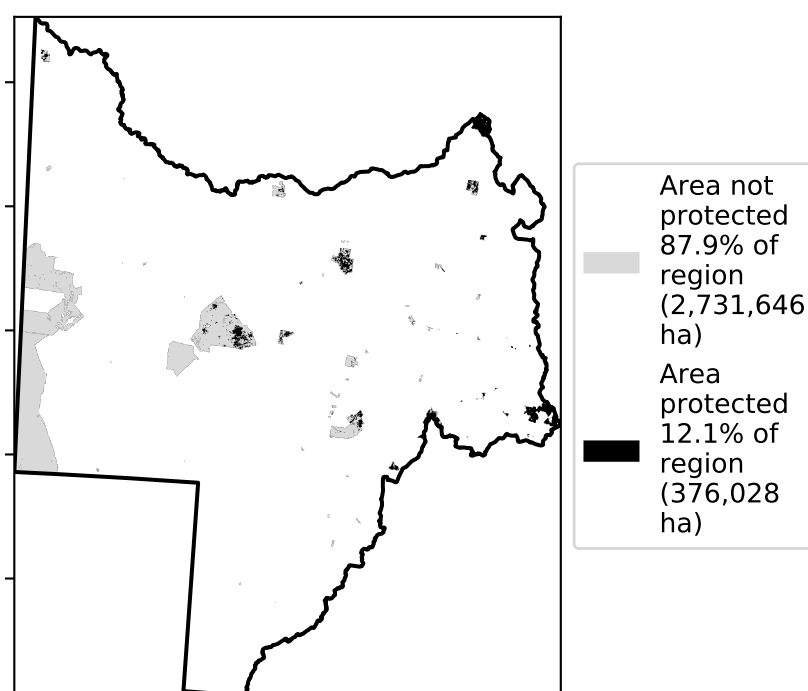 Area not
protected
87.9% of
region
(2,731,646
ha)
Area
protected
12.1% of
region
(376,028
ha)